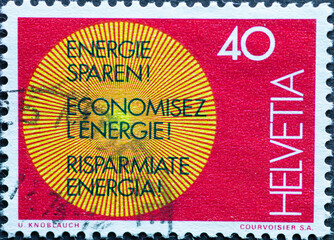 ENERGIE
SPAREN!
ECONOMISEZ
L'ENERGIE!
RISPARMIATE
ENERGIA!
40
HELVETIA
U. KNOBLAUCH
COURVOISIER S.A.